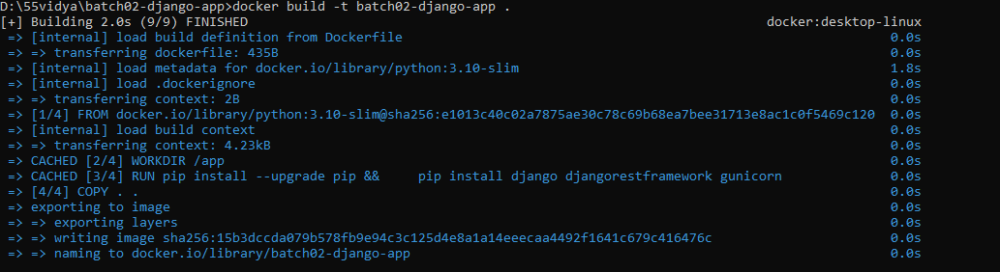 D:\55vidya\batch02-django-app>docker build -t batch02-django-app .
[+] Building 2.0s (9/9) FINISHED docker:desktop-linux
=> [internal] load build definition from Dockerfile 0.0s
=> => transferring dockerfile: 435B 0.0s
=> [internal] load metadata for docker.io/library/python:3.10-slim 1.8s
=> [internal] load .dockerignore 0.0s
=> => transferring context: 2B 0.0s
=> [1/4] FROM docker.io/library/python:3.10-slim@sha256:e1013c40c02a7875ae30c78c69b68ea7bee31713e8ac1c0f5469c120 0.0s
=> [internal] load build context 0.0s
=> => transferring context: 4.23kB 0.0s
=> CACHED [2/4] WORKDIR /app 0.0s
=> CACHED [3/4] RUN pip install --upgrade pip &&     pip install django djangorestframework gunicorn 0.0s
=> [4/4] COPY . . 0.0s
=> exporting to image 0.0s
=> => exporting layers 0.0s
=> => writing image sha256:15b3dccda079b578fb9e94c3c125d4e8a1a14eeecaa4492f1641c679c416476c 0.0s
=> => naming to docker.io/library/batch02-django-app 0.0s